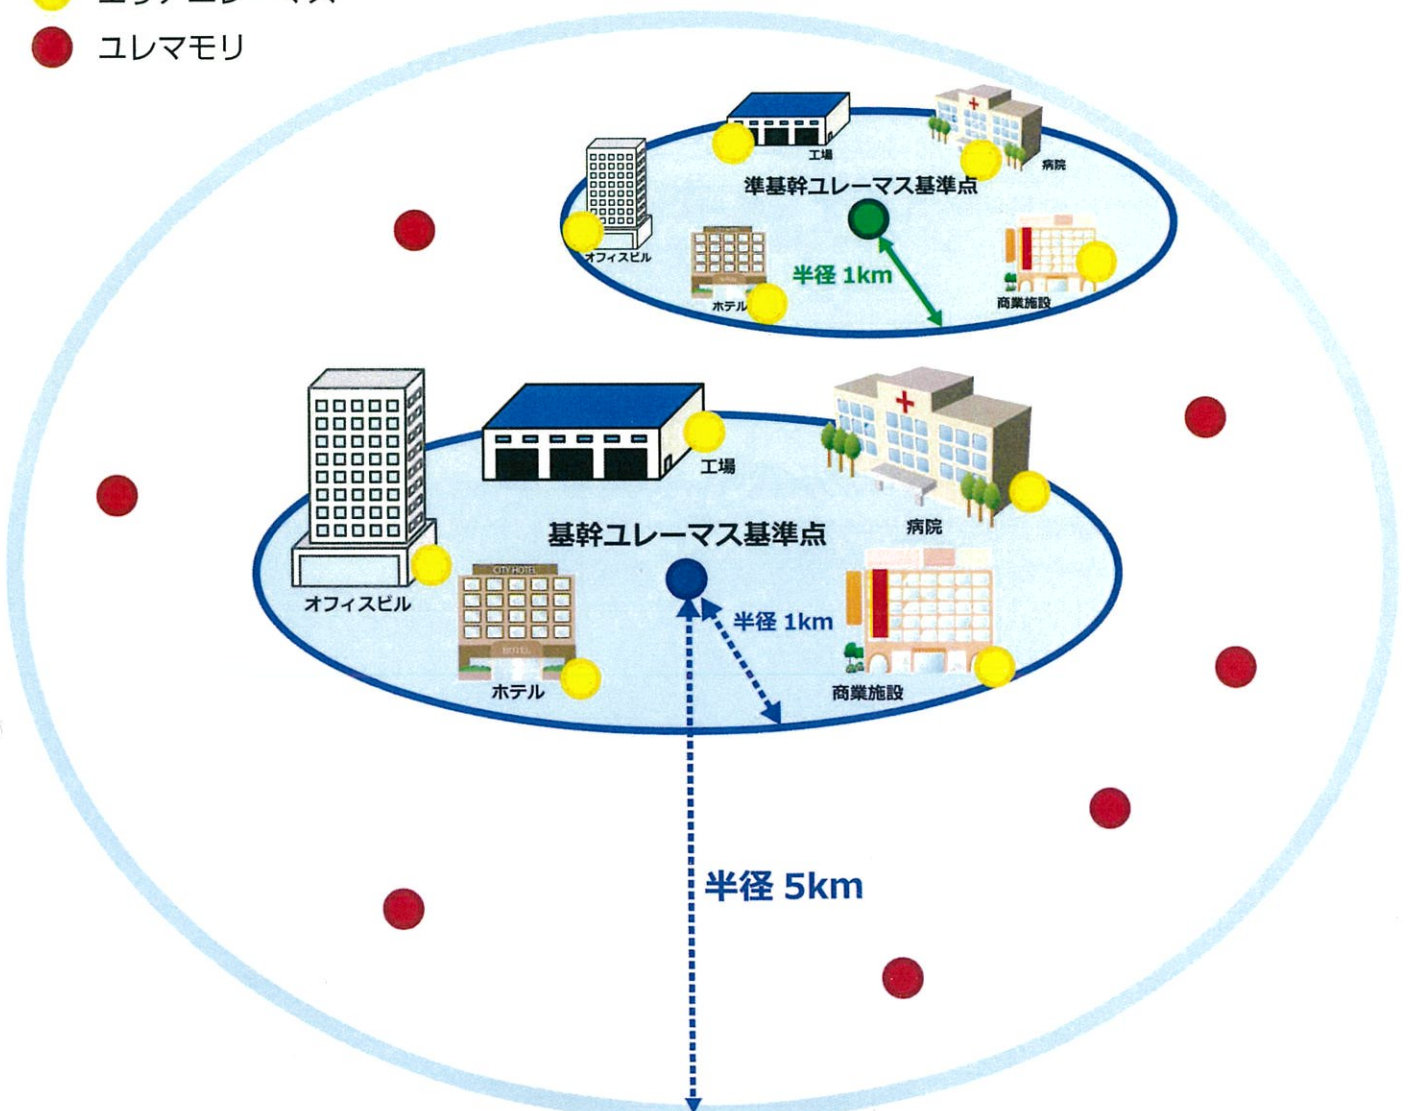 ユレマモリ
工場
病院
準基幹ユレーマス基準点
オフィスビル
半径 1km
ホテル
商業施設
工場
病院
基幹ユレーマス基準点
CITY HOTEL
オフィスビル
半径 1km
HOTEL
ホテル
商業施設
半径 5km